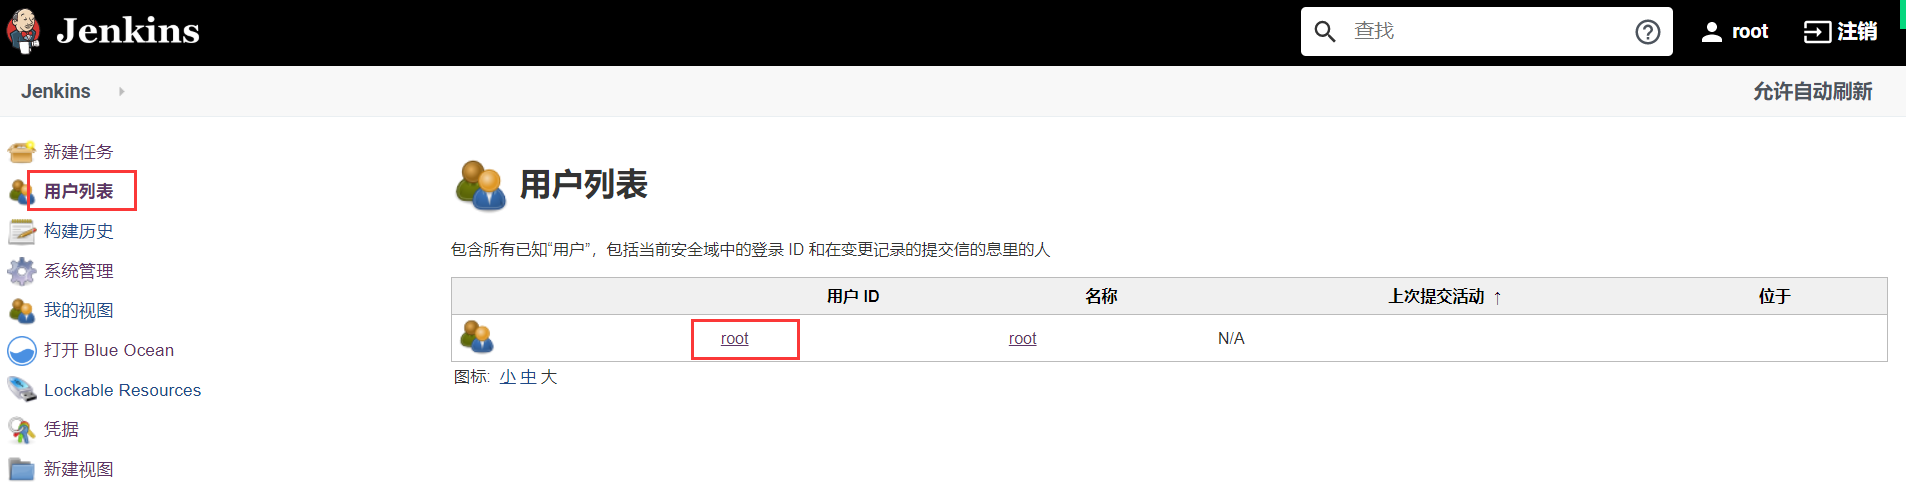 Jenkins
查找
root
注销
Jenkins
允许自动刷新
新建任务
用户列表
构建历史
系统管理
我的视图
打开 Blue Ocean
Lockable Resources
凭据
新建视图
用户列表
包含所有已知“用户”，包括当前安全域中的登录 ID 和在变更记录的提交信的息里的人
用户 ID 名称 上次提交活动 ↑ 位于
root root N/A
图标: 小 中 大